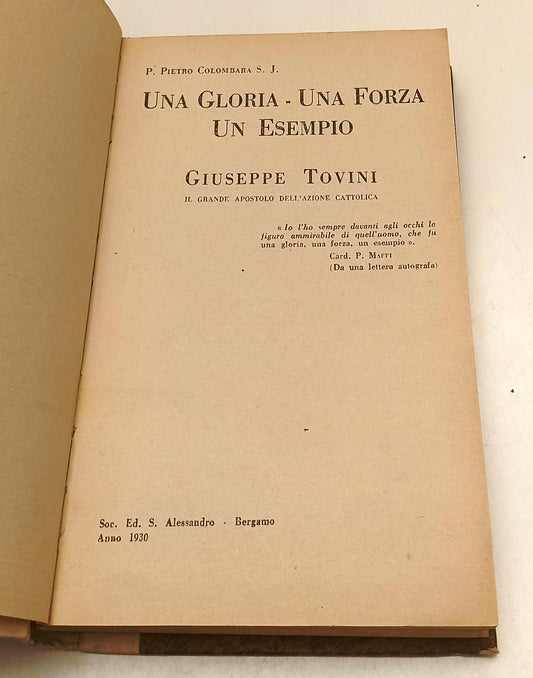 P. Pietro Colombara S. J.
Una Gloria - Una Forza
Un Esempio
Giuseppe Tovini
IL GRANDE APOSTOLO DELL'AZIONE CATTOLICA
« Io l'ho sempre davanti agli occhi la
figura ammirabile di quell'uomo, che fu
una gloria, una forza, un esempio ».
Card. P. Maffi
(Da una lettera autografa)
Soc. Ed. S. Alessandro - Bergamo
Anno 1930